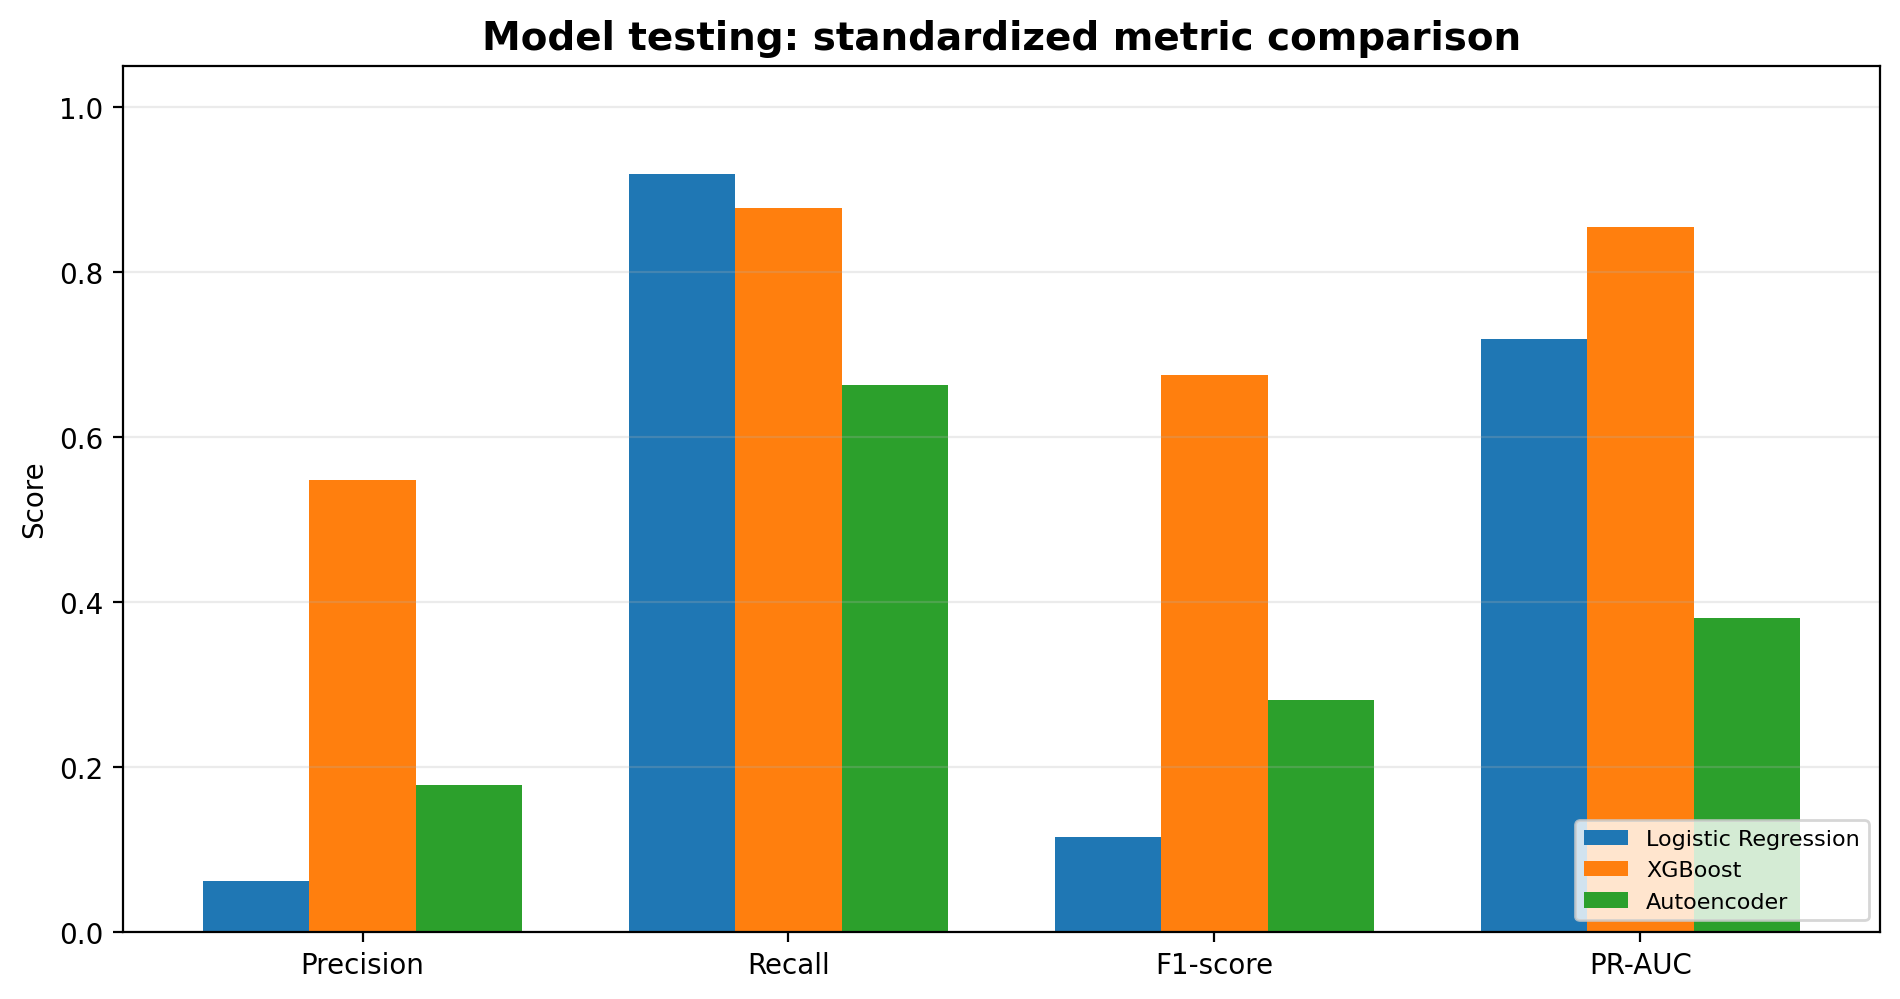 Model testing: standardized metric comparison
1.0
0.8
0.6
0.4
0.2
0.0
Score
Precision
Recall
F1-score
PR-AUC
Logistic Regression
XGBoost
Autoencoder